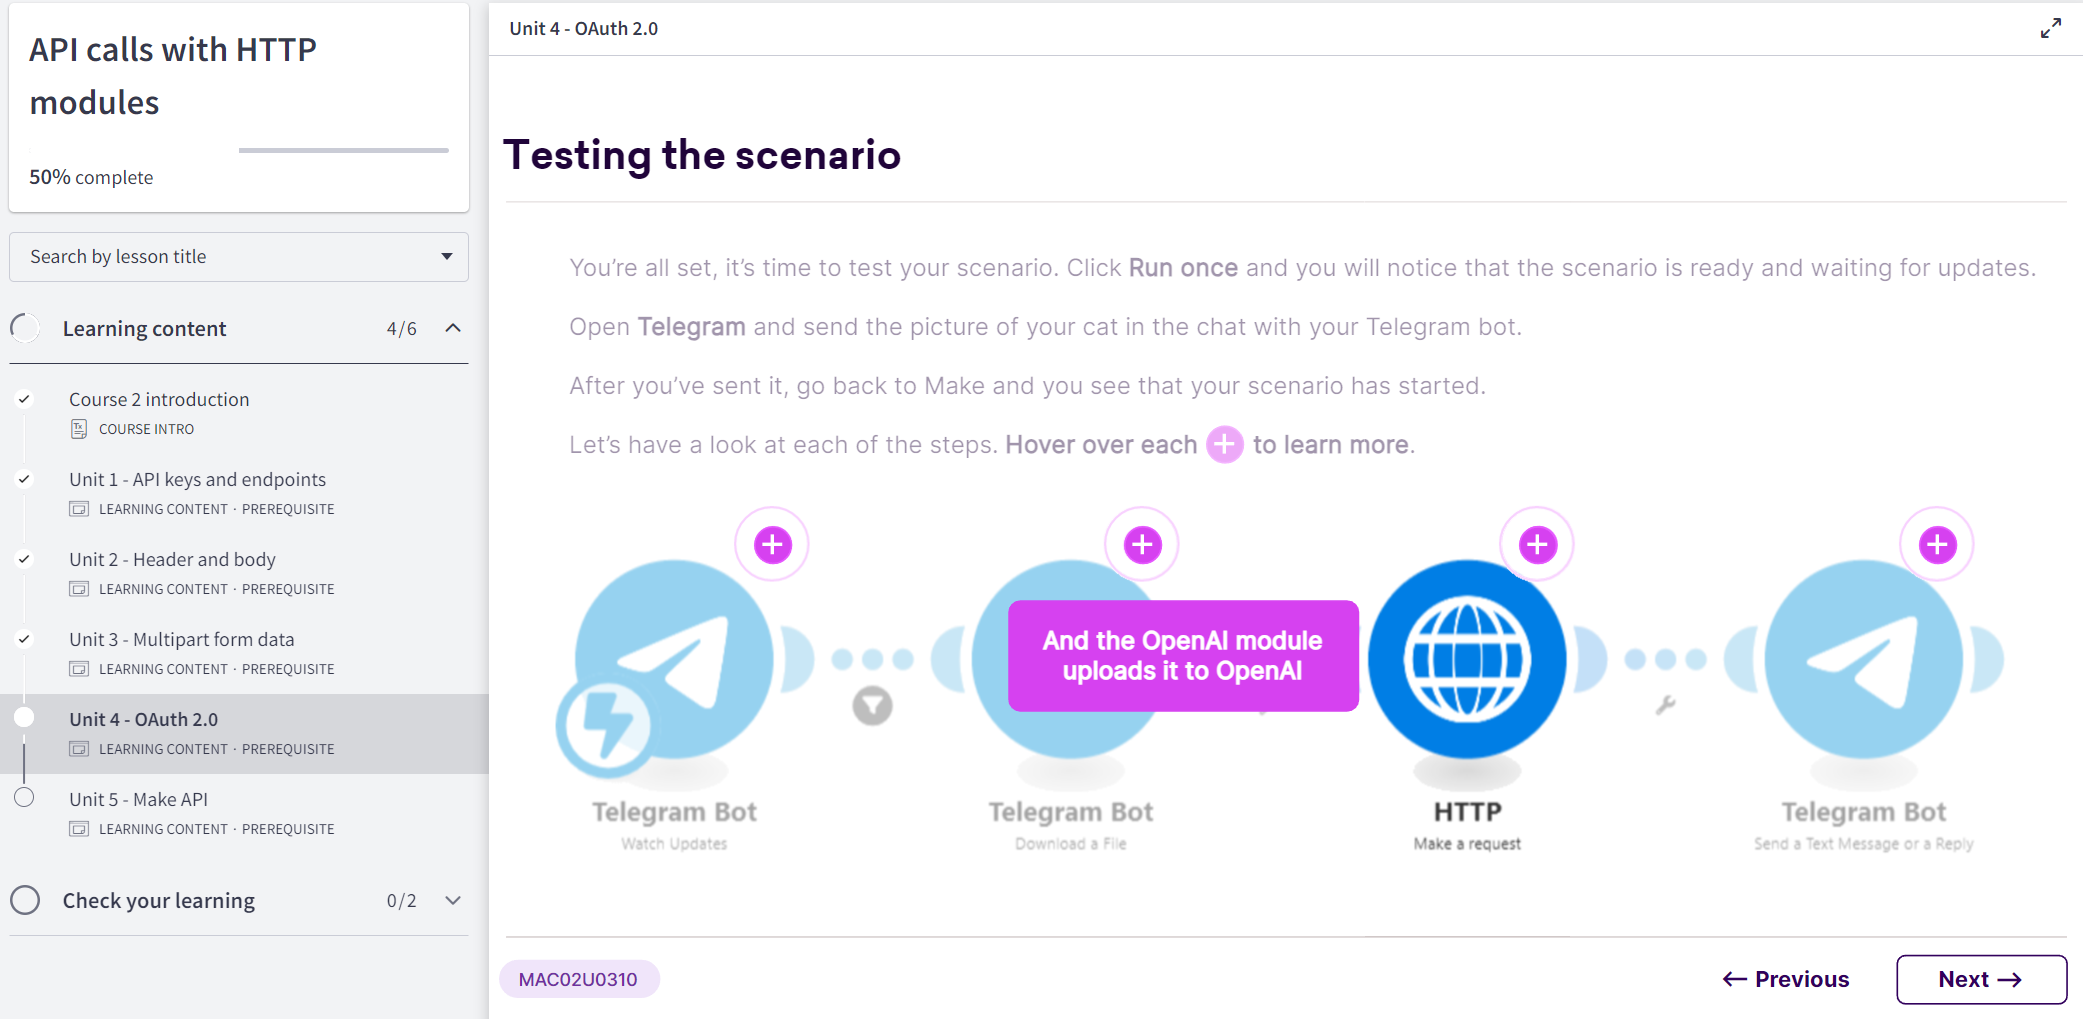 API calls with HTTP
modules
50% complete
Search by lesson title
Learning content 4/6
Course 2 introduction
COURSE INTRO
Unit 1 - API keys and endpoints
LEARNING CONTENT · PREREQUISITE
Unit 2 - Header and body
LEARNING CONTENT · PREREQUISITE
Unit 3 - Multipart form data
LEARNING CONTENT · PREREQUISITE
Unit 4 - OAuth 2.0
LEARNING CONTENT · PREREQUISITE
Unit 5 - Make API
LEARNING CONTENT · PREREQUISITE
Check your learning 0/2
Unit 4 - OAuth 2.0
Testing the scenario
You're all set, it's time to test your scenario. Click Run once and you will notice that the scenario is ready and waiting for updates.
Open Telegram and send the picture of your cat in the chat with your Telegram bot.
After you've sent it, go back to Make and you see that your scenario has started.
Let's have a look at each of the steps. Hover over each + to learn more.
And the OpenAI module
uploads it to OpenAI
Telegram Bot
Watch Updates
Telegram Bot
Download a File
HTTP
Make a request
Telegram Bot
Send a Text Message or a Reply
MAC02U0310
← Previous
Next →